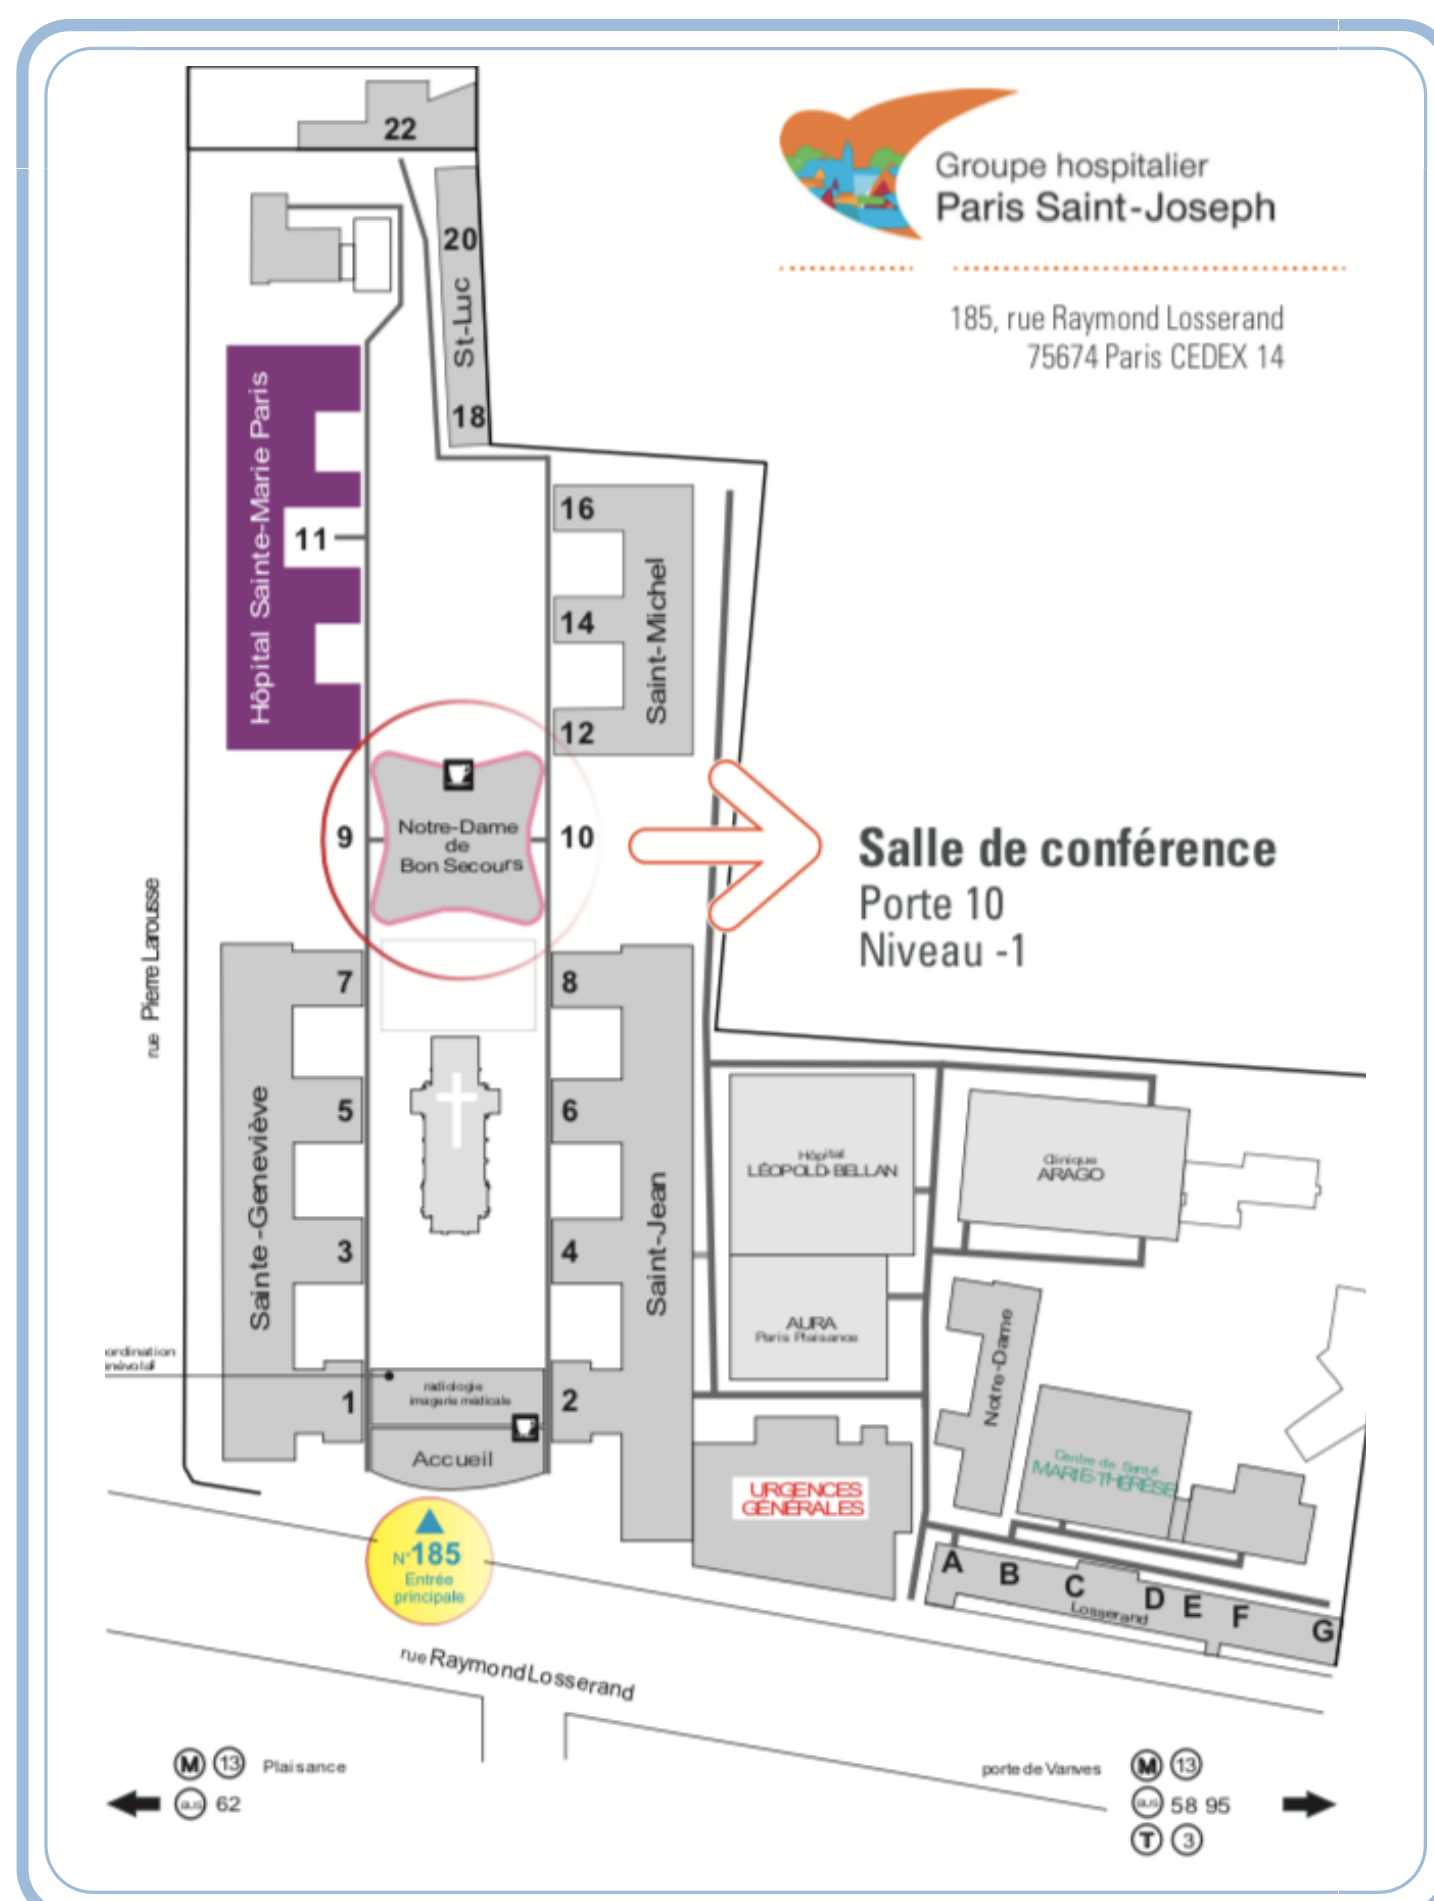 22
Groupe hospitalier
Paris Saint-Joseph
20
St-Luc
18
185, rue Raymond Losserand
75674 Paris CEDEX 14
Hôpital Sainte-Marie Paris
11
16
14
12
Saint-Michel
9
Notre-Dame
de
Bon Secours
10
Salle de conférence
Porte 10
Niveau -1
rue Pierre Larousse
7
5
3
1
Sainte-Geneviève
8
6
4
2
Saint-Jean
Hôpital
LÉOPOLD-BELLAN
Clinique
ARAGO
AURA
Paris Plaisance
Notre-Dame
Centre de Santé
MARIE-THÉRÈSE
ordination
énévolat
radiologie
imagerie médicale
Accueil
URGENCES
GÉNÉRALES
N°185
Entrée
principale
A B C D E F G
Losserand
rue Raymond Losserand
M 13 Plaisance
BUS 62
porte de Vanves M 13
BUS 58 95
T 3